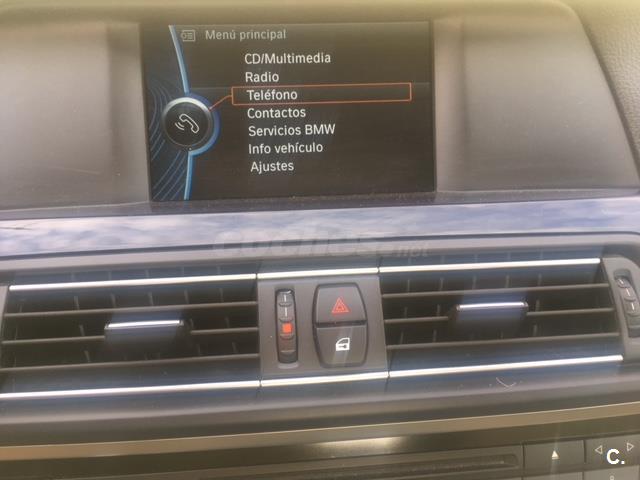 Menú principal
CD/Multimedia
Radio
Teléfono
Contactos
Servicios BMW
Info vehículo
Ajustes
coches.net
C.